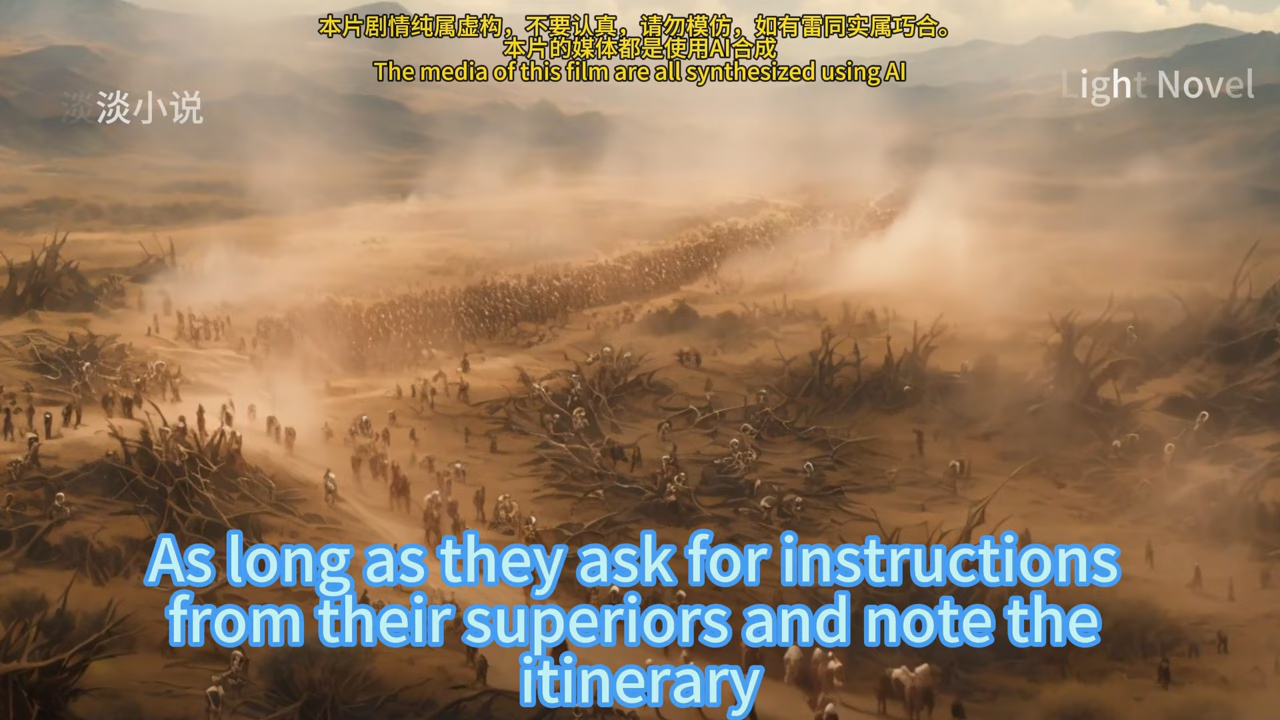 本片剧情纯属虚构，不要认真，请勿模仿，如有雷同实属巧合。
本片的媒体都是使用AI合成
The media of this film are all synthesized using AI
Light Novel
淡淡小说
As long as they ask for instructions
from their superiors and note the
itinerary